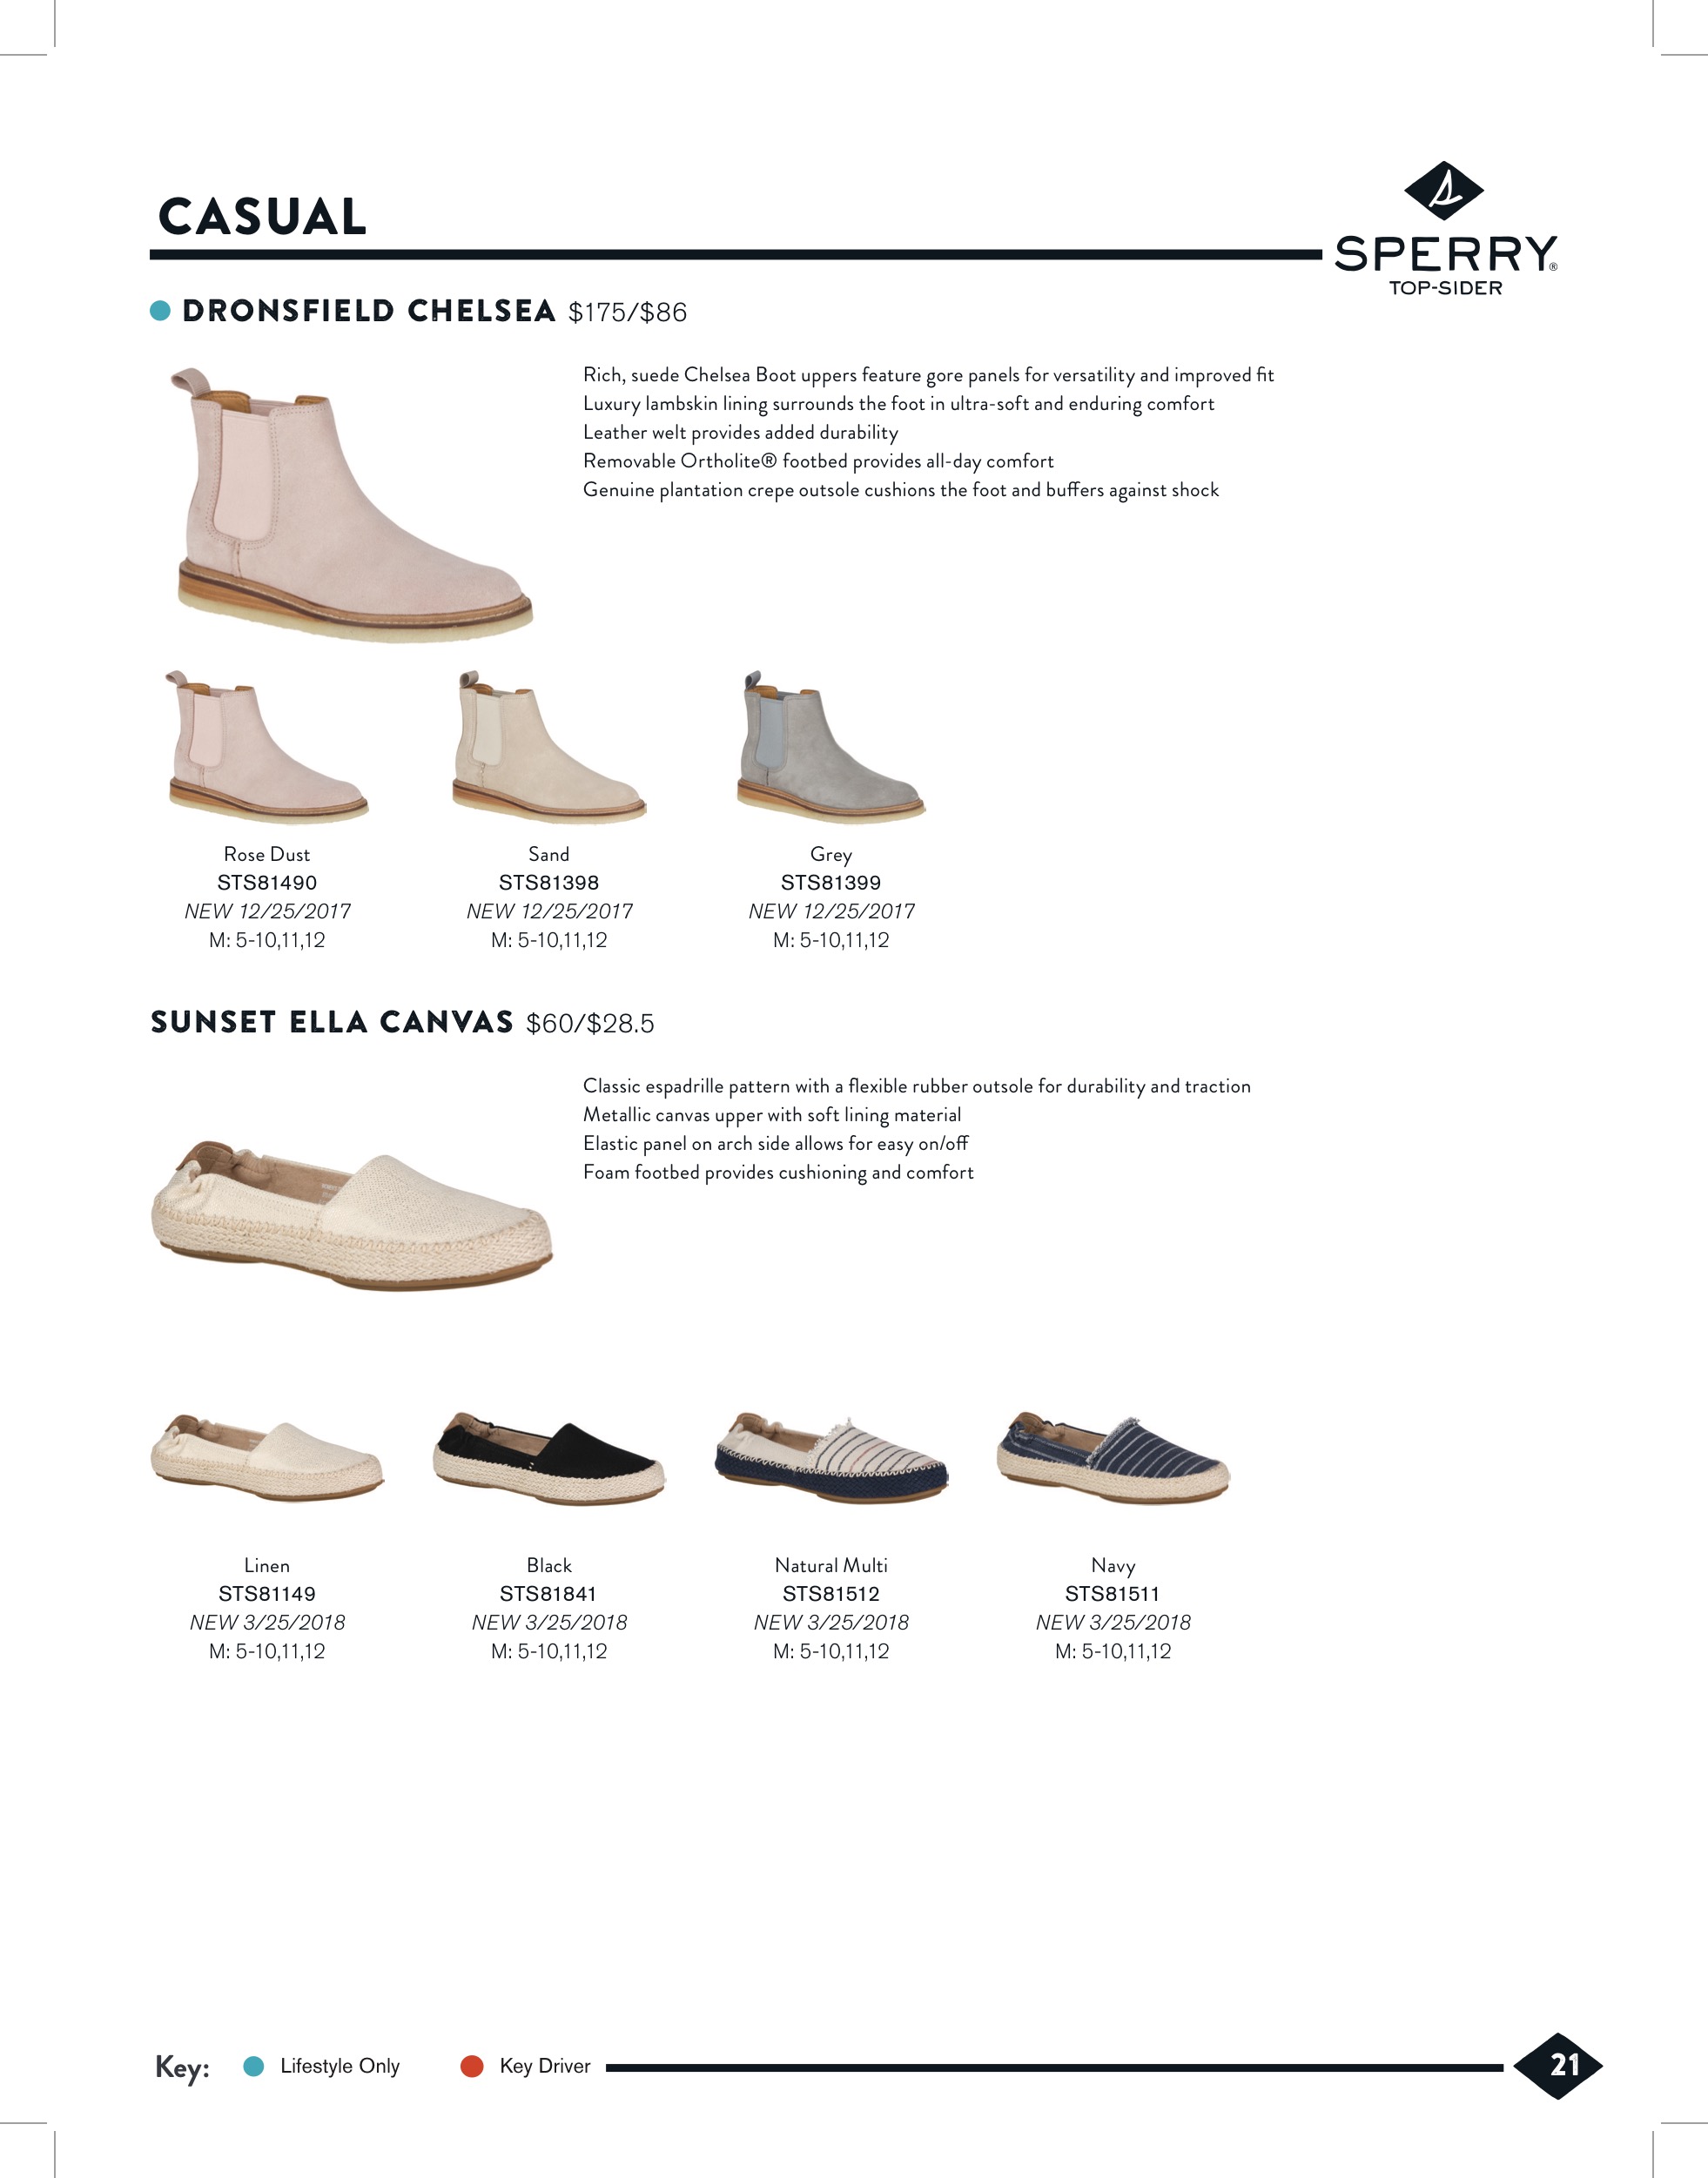 CASUAL
SPERRY®
TOP-SIDER
DRONSFIELD CHELSEA $175/$86
Rich, suede Chelsea Boot uppers feature gore panels for versatility and improved fit
Luxury lambskin lining surrounds the foot in ultra-soft and enduring comfort
Leather welt provides added durability
Removable Ortholite® footbed provides all-day comfort
Genuine plantation crepe outsole cushions the foot and buffers against shock
Rose Dust
STS81490
NEW 12/25/2017
M: 5-10,11,12
Sand
STS81398
NEW 12/25/2017
M: 5-10,11,12
Grey
STS81399
NEW 12/25/2017
M: 5-10,11,12
SUNSET ELLA CANVAS $60/$28.5
Classic espadrille pattern with a flexible rubber outsole for durability and traction
Metallic canvas upper with soft lining material
Elastic panel on arch side allows for easy on/off
Foam footbed provides cushioning and comfort
Linen
STS81149
NEW 3/25/2018
M: 5-10,11,12
Black
STS81841
NEW 3/25/2018
M: 5-10,11,12
Natural Multi
STS81512
NEW 3/25/2018
M: 5-10,11,12
Navy
STS81511
NEW 3/25/2018
M: 5-10,11,12
Key: Lifestyle Only Key Driver
21